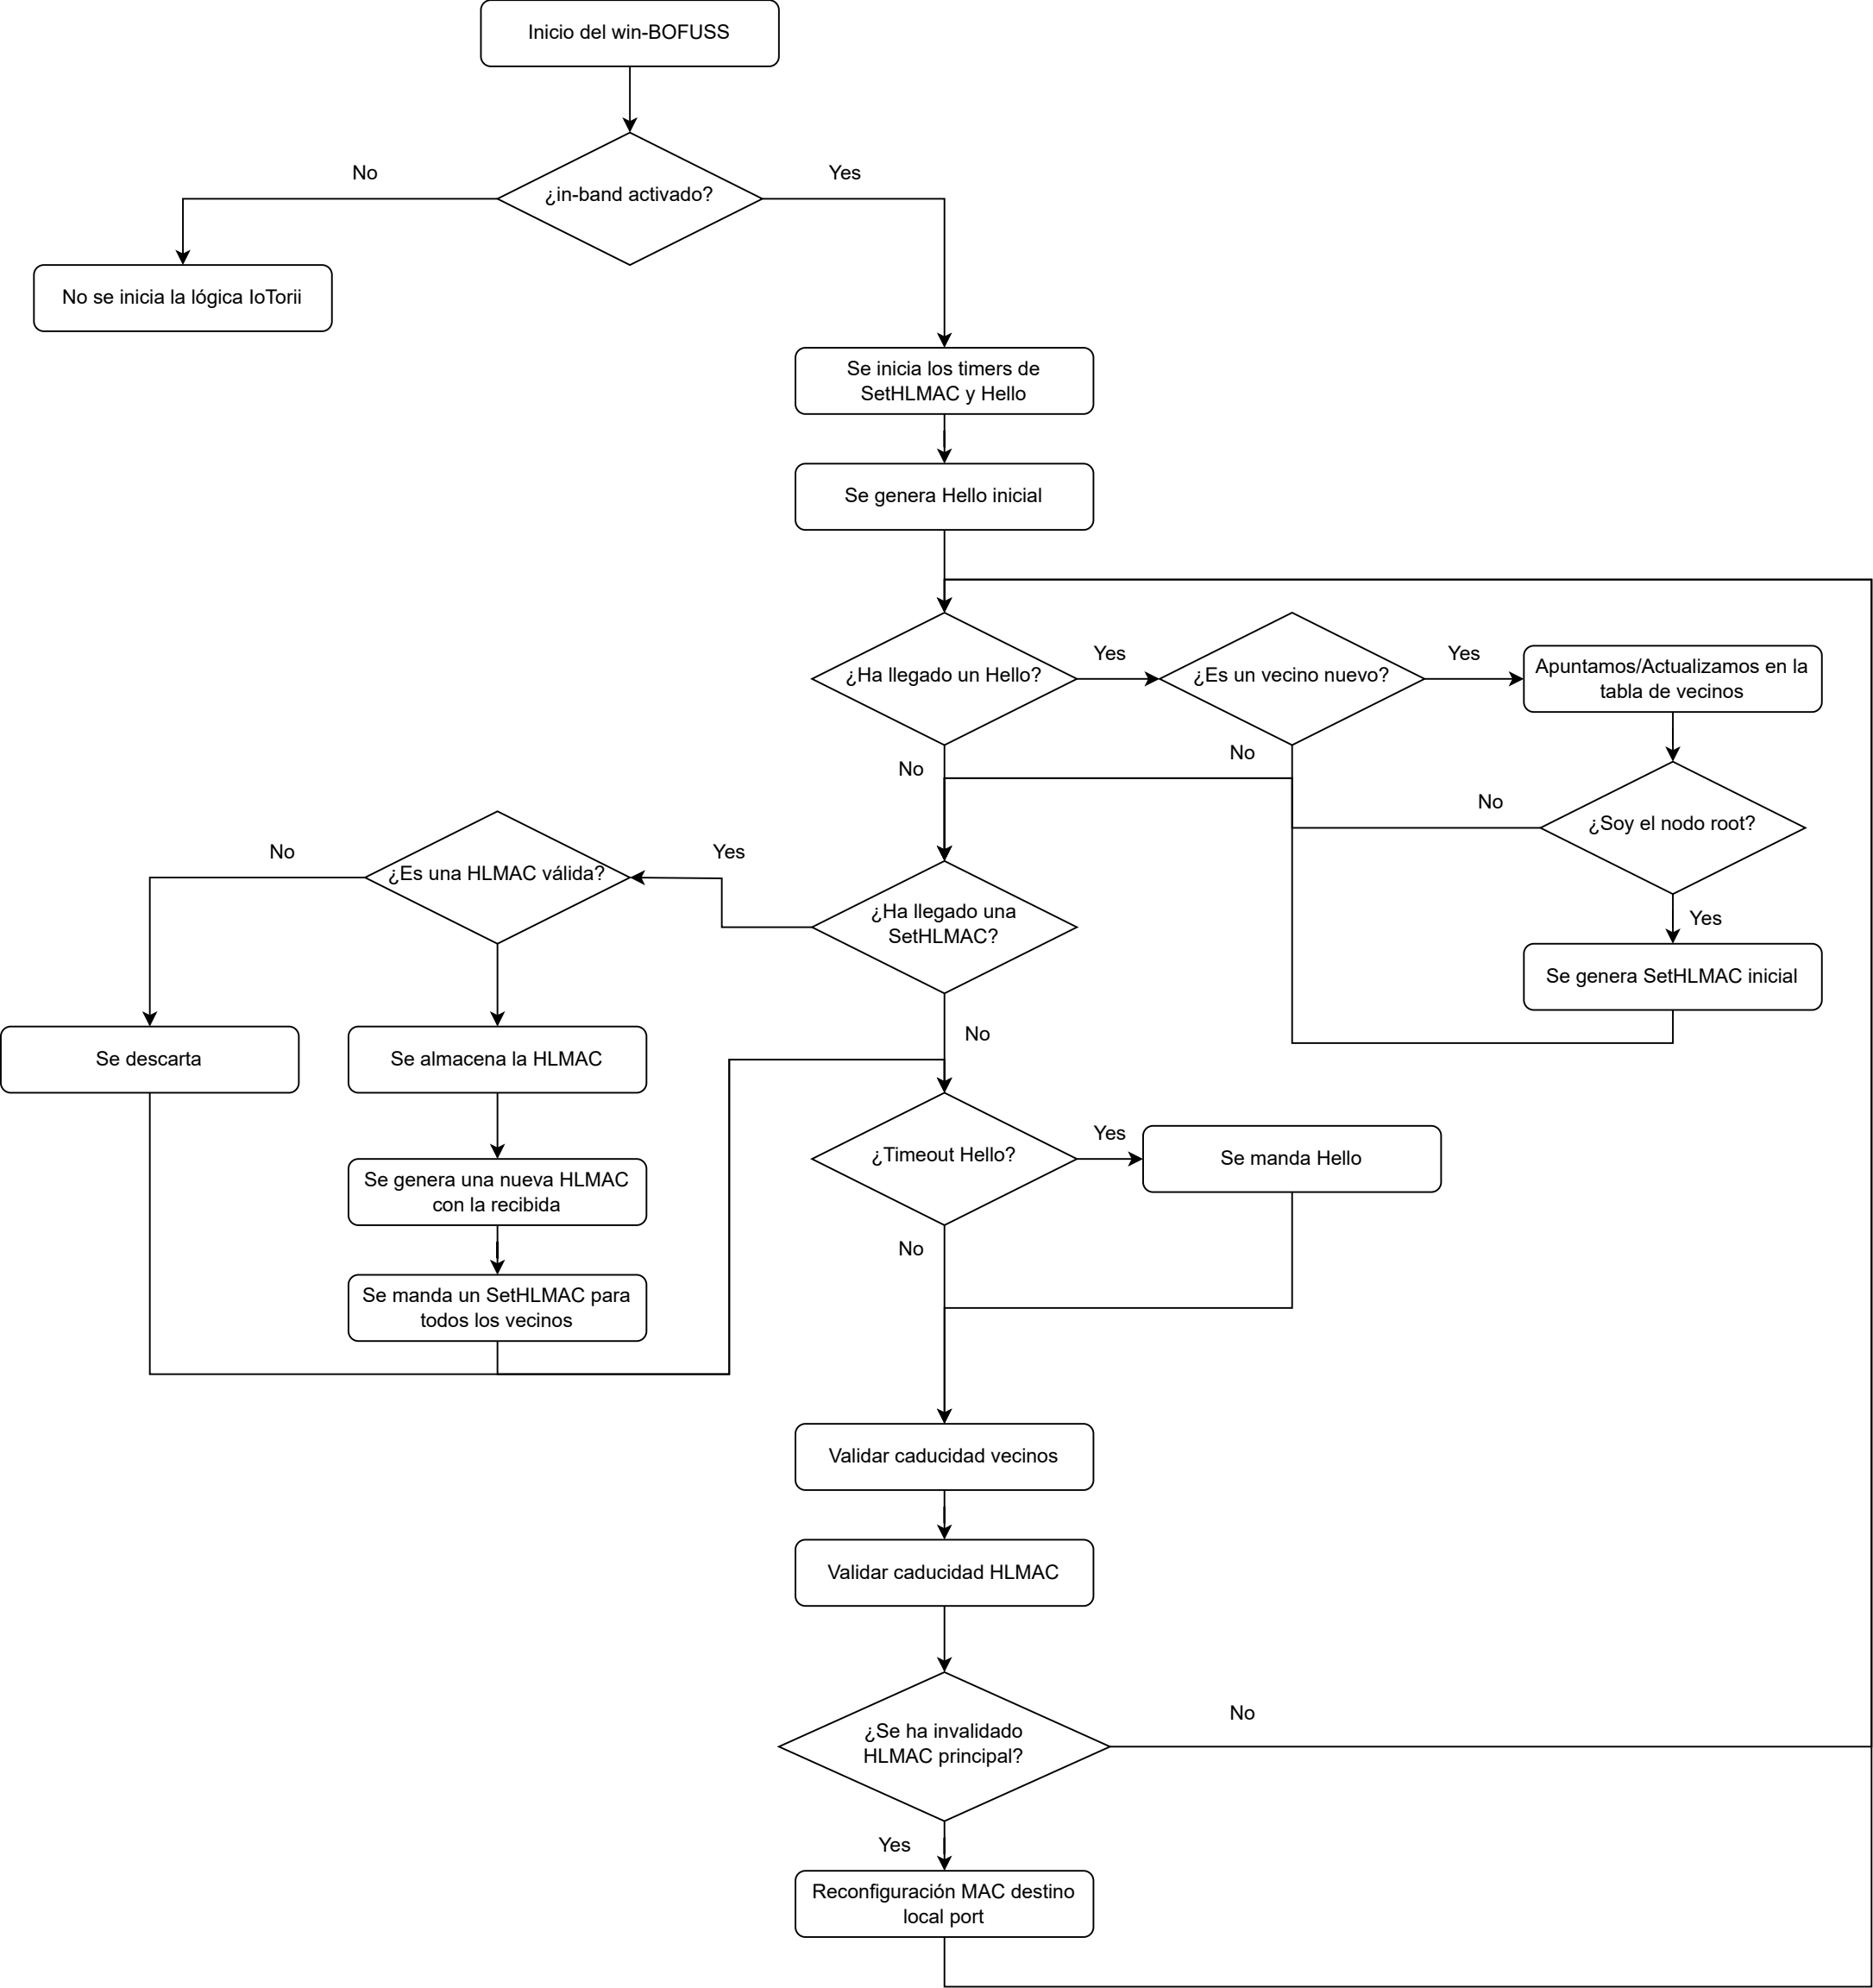 Inicio del win-BOFUSS
No
Yes
¿in-band activado?
No se inicia la lógica IoTorii
Se inicia los timers de
SetHLMAC y Hello
Se genera Hello inicial
¿Ha llegado un Hello?
Yes
¿Es un vecino nuevo?
Yes
Apuntamos/Actualizamos en la
tabla de vecinos
No
No
No
¿Soy el nodo root?
Yes
Se genera SetHLMAC inicial
¿Ha llegado una
SetHLMAC?
Yes
¿Es una HLMAC válida?
No
Se descarta
Se almacena la HLMAC
Se genera una nueva HLMAC
con la recibida
Se manda un SetHLMAC para
todos los vecinos
No
¿Timeout Hello?
Yes
Se manda Hello
No
Validar caducidad vecinos
Validar caducidad HLMAC
¿Se ha invalidado
HLMAC principal?
No
Yes
Reconfiguración MAC destino
local port